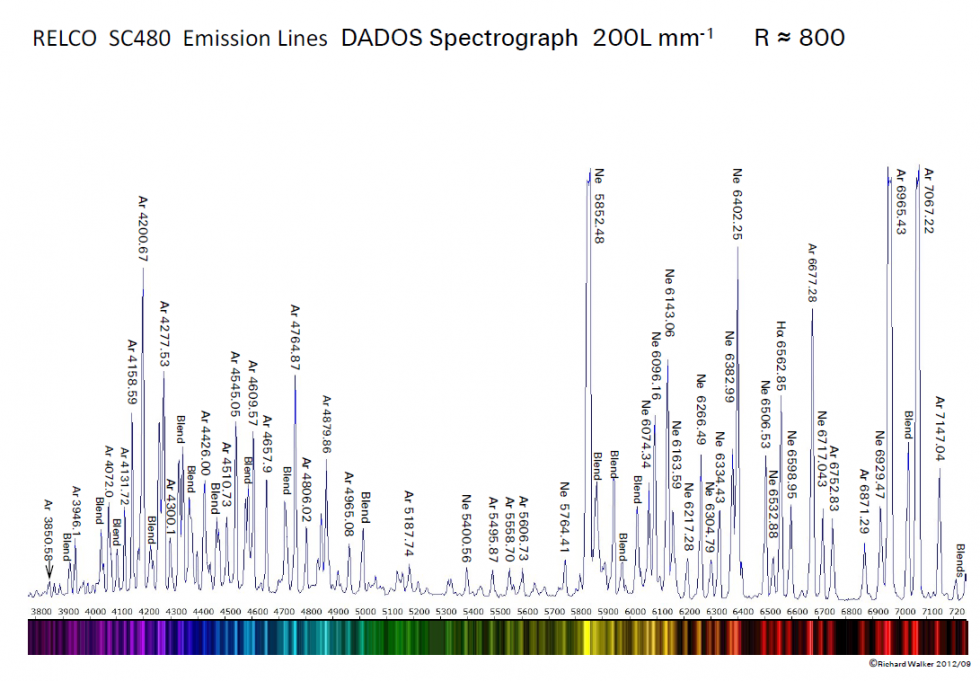 RELCO SC480 Emission Lines DADOS Spectrograph 200L mm⁻¹ R ≈ 800
Ar 3850.58
Blend
Ar 3946.1
Blend
Ar 4072.0
Blend
Ar 4131.72
Ar 4158.59
Ar 4200.67
Blend
Ar 4277.53
Ar 4300.1
Blend
Blend
Ar 4426.00
Blend
Ar 4510.73
Ar 4545.05
Blend
Ar 4609.57
Ar 4657.9
Blend
Ar 4764.87
Ar 4806.02
Ar 4879.86
Ar 4965.08
Blend
Ar 5187.74
Ne 5400.56
Ar 5495.87
Ar 5558.70
Ar 5606.73
Ne 5764.41
Ne 5852.48
Blend
Blend
Blend
Blend
Ne 6074.34
Ne 6096.16
Ne 6143.06
Ne 6163.59
Ne 6217.28
Ne 6266.49
Ne 6304.79
Ne 6334.43
Ne 6382.99
Ne 6402.25
Ne 6506.53
Ne 6532.88
Hα 6562.85
Ne 6598.95
Ar 6677.28
Ne 6717.043
Ar 6752.83
Ar 6871.29
Ne 6929.47
Ar 6965.43
Blend
Ar 7067.22
Ar 7147.04
Blends
3800 3900 4000 4100 4200 4300 4400 4500 4600 4700 4800 4900 5000 5100 5200 5300 5400 5500 5600 5700 5800 5900 6000 6100 6200 6300 6400 6500 6600 6700 6800 6900 7000 7100 720
©Richard Walker 2012/09